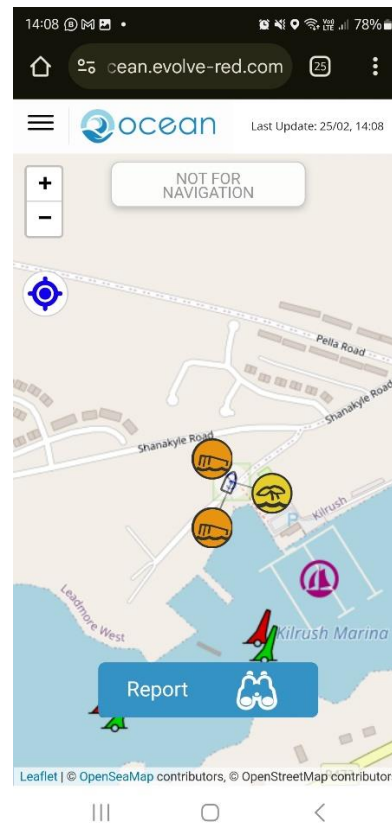 14:08
78%
cean.evolve-red.com
25
ocean
Last Update: 25/02, 14:08
+
NOT FOR
NAVIGATION
−
Pella Road
Shanakyle Road
Shanakyle Road
Kilrush
P
Leadmore West
Kilrush Marina
Report
Leaflet | © OpenSeaMap contributors, © OpenStreetMap contributor